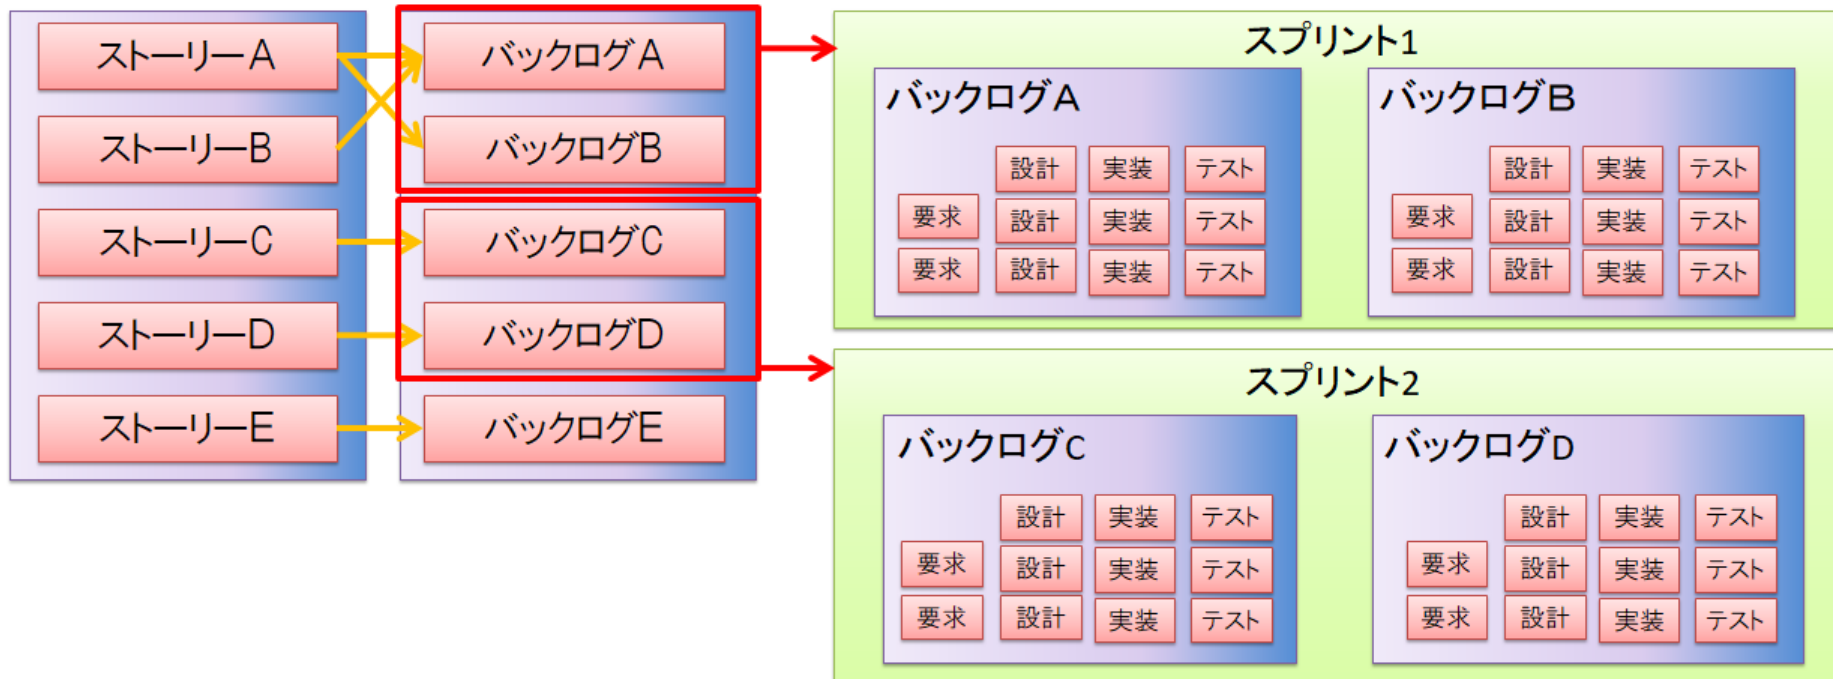 ストーリーA
ストーリーB
ストーリーC
ストーリーD
ストーリーE
バックログA
バックログB
バックログC
バックログD
バックログE
スプリント1
バックログA
設計 実装 テスト
要求 設計 実装 テスト
要求 設計 実装 テスト
バックログB
設計 実装 テスト
要求 設計 実装 テスト
要求 設計 実装 テスト
スプリント2
バックログC
設計 実装 テスト
要求 設計 実装 テスト
要求 設計 実装 テスト
バックログD
設計 実装 テスト
要求 設計 実装 テスト
要求 設計 実装 テスト